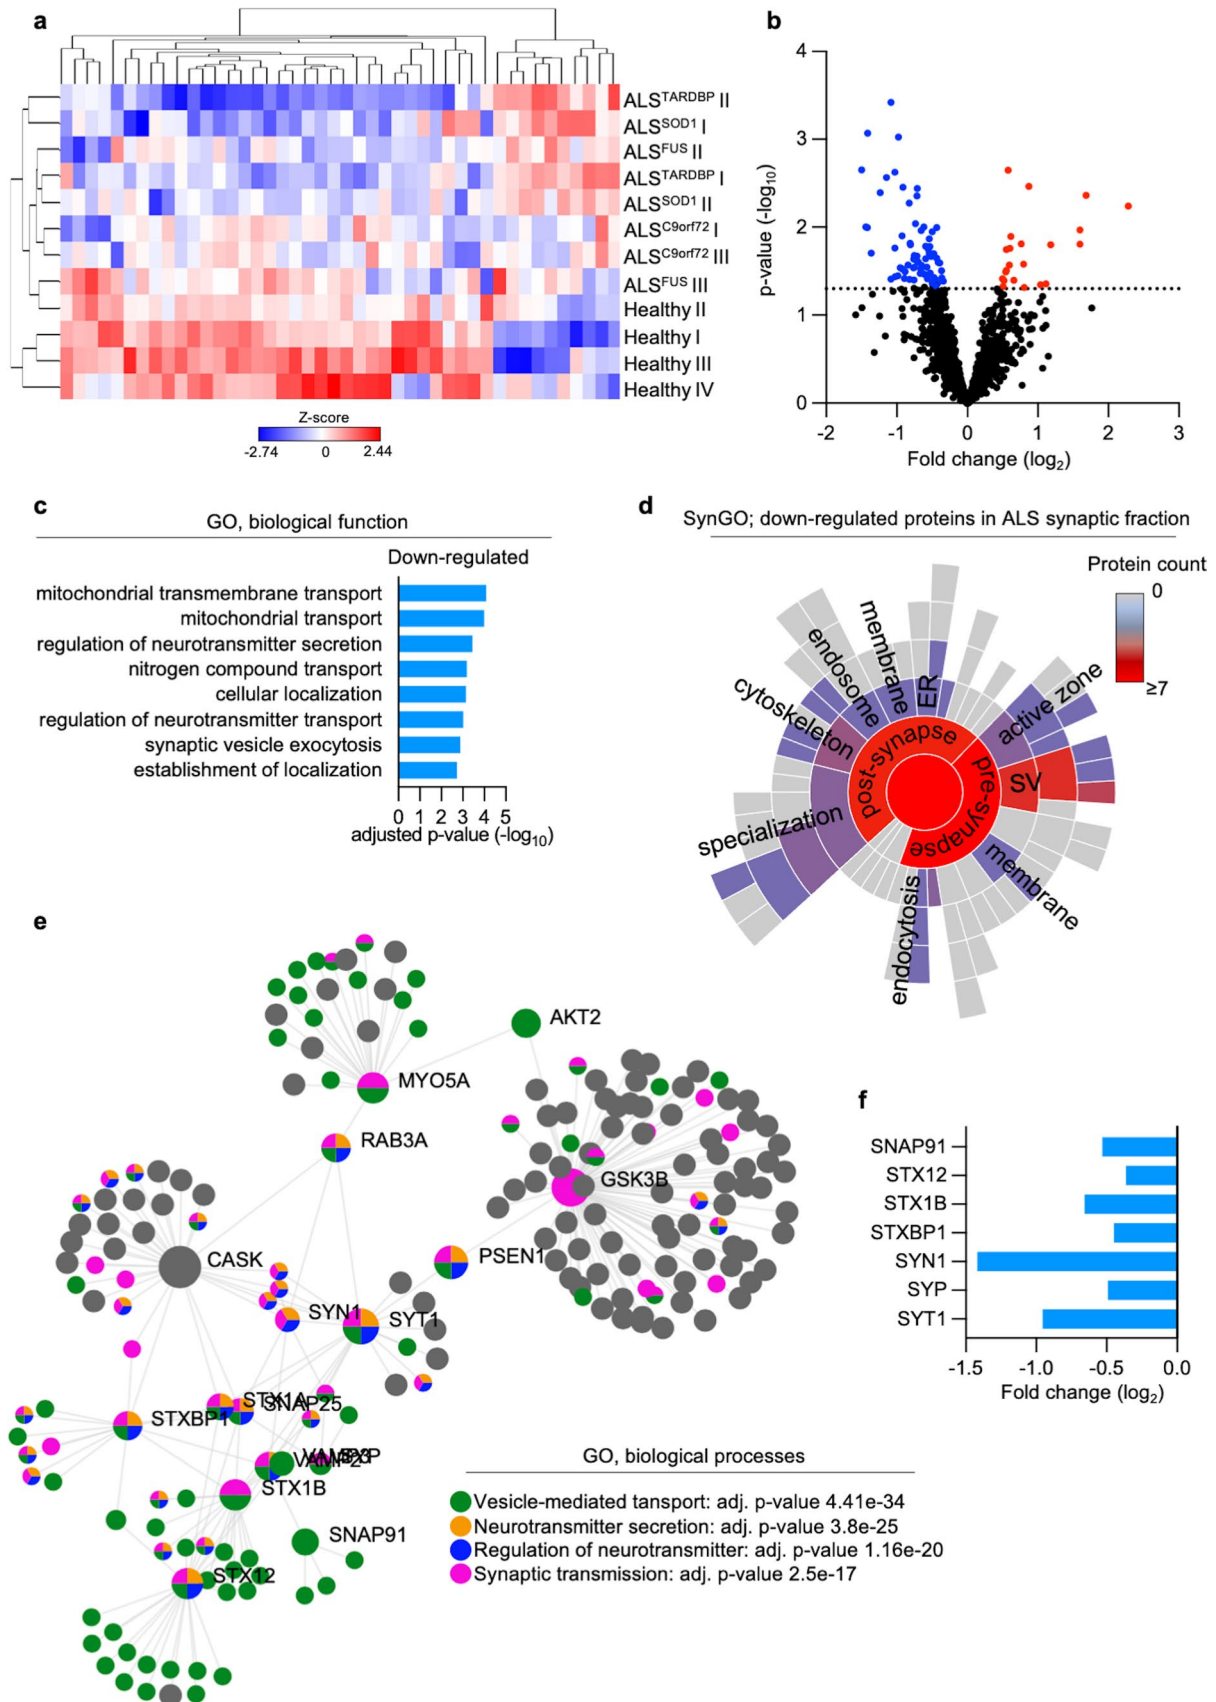 a
ALSTARDBP II
ALSSOD1 I
ALSFUS II
ALSTARDBP I
ALSSOD1 II
ALSC9orf72 I
ALSC9orf72 III
ALSFUS III
Healthy II
Healthy I
Healthy III
Healthy IV
Z-score
-2.74 0 2.44
b
4
3
2
1
0
p-value (-log10)
-2 -1 0 1 2 3
Fold change (log2)
c
GO, biological function
Down-regulated
mitochondrial transmembrane transport
mitochondrial transport
regulation of neurotransmitter secretion
nitrogen compound transport
cellular localization
regulation of neurotransmitter transport
synaptic vesicle exocytosis
establishment of localization
0 1 2 3 4 5
adjusted p-value (-log10)
d
SynGO; down-regulated proteins in ALS synaptic fraction
Protein count
0
≥7
membrane
endosome
ER
active zone
cytoskeleton
post-synapse
pre-synapse
SV
specialization
synapse
membrane
endocytosis
e
AKT2
MYO5A
RAB3A
GSK3B
CASK
PSEN1
SYN1
SYT1
STX1A
SNAP25
STXBP1
VAMP2
VAMP3
SYP
STX1B
SNAP91
STX12
GO, biological processes
Vesicle-mediated tansport: adj. p-value 4.41e-34
Neurotransmitter secretion: adj. p-value 3.8e-25
Regulation of neurotransmitter: adj. p-value 1.16e-20
Synaptic transmission: adj. p-value 2.5e-17
f
SNAP91
STX12
STX1B
STXBP1
SYN1
SYP
SYT1
-1.5 -1.0 -0.5 0.0
Fold change (log2)